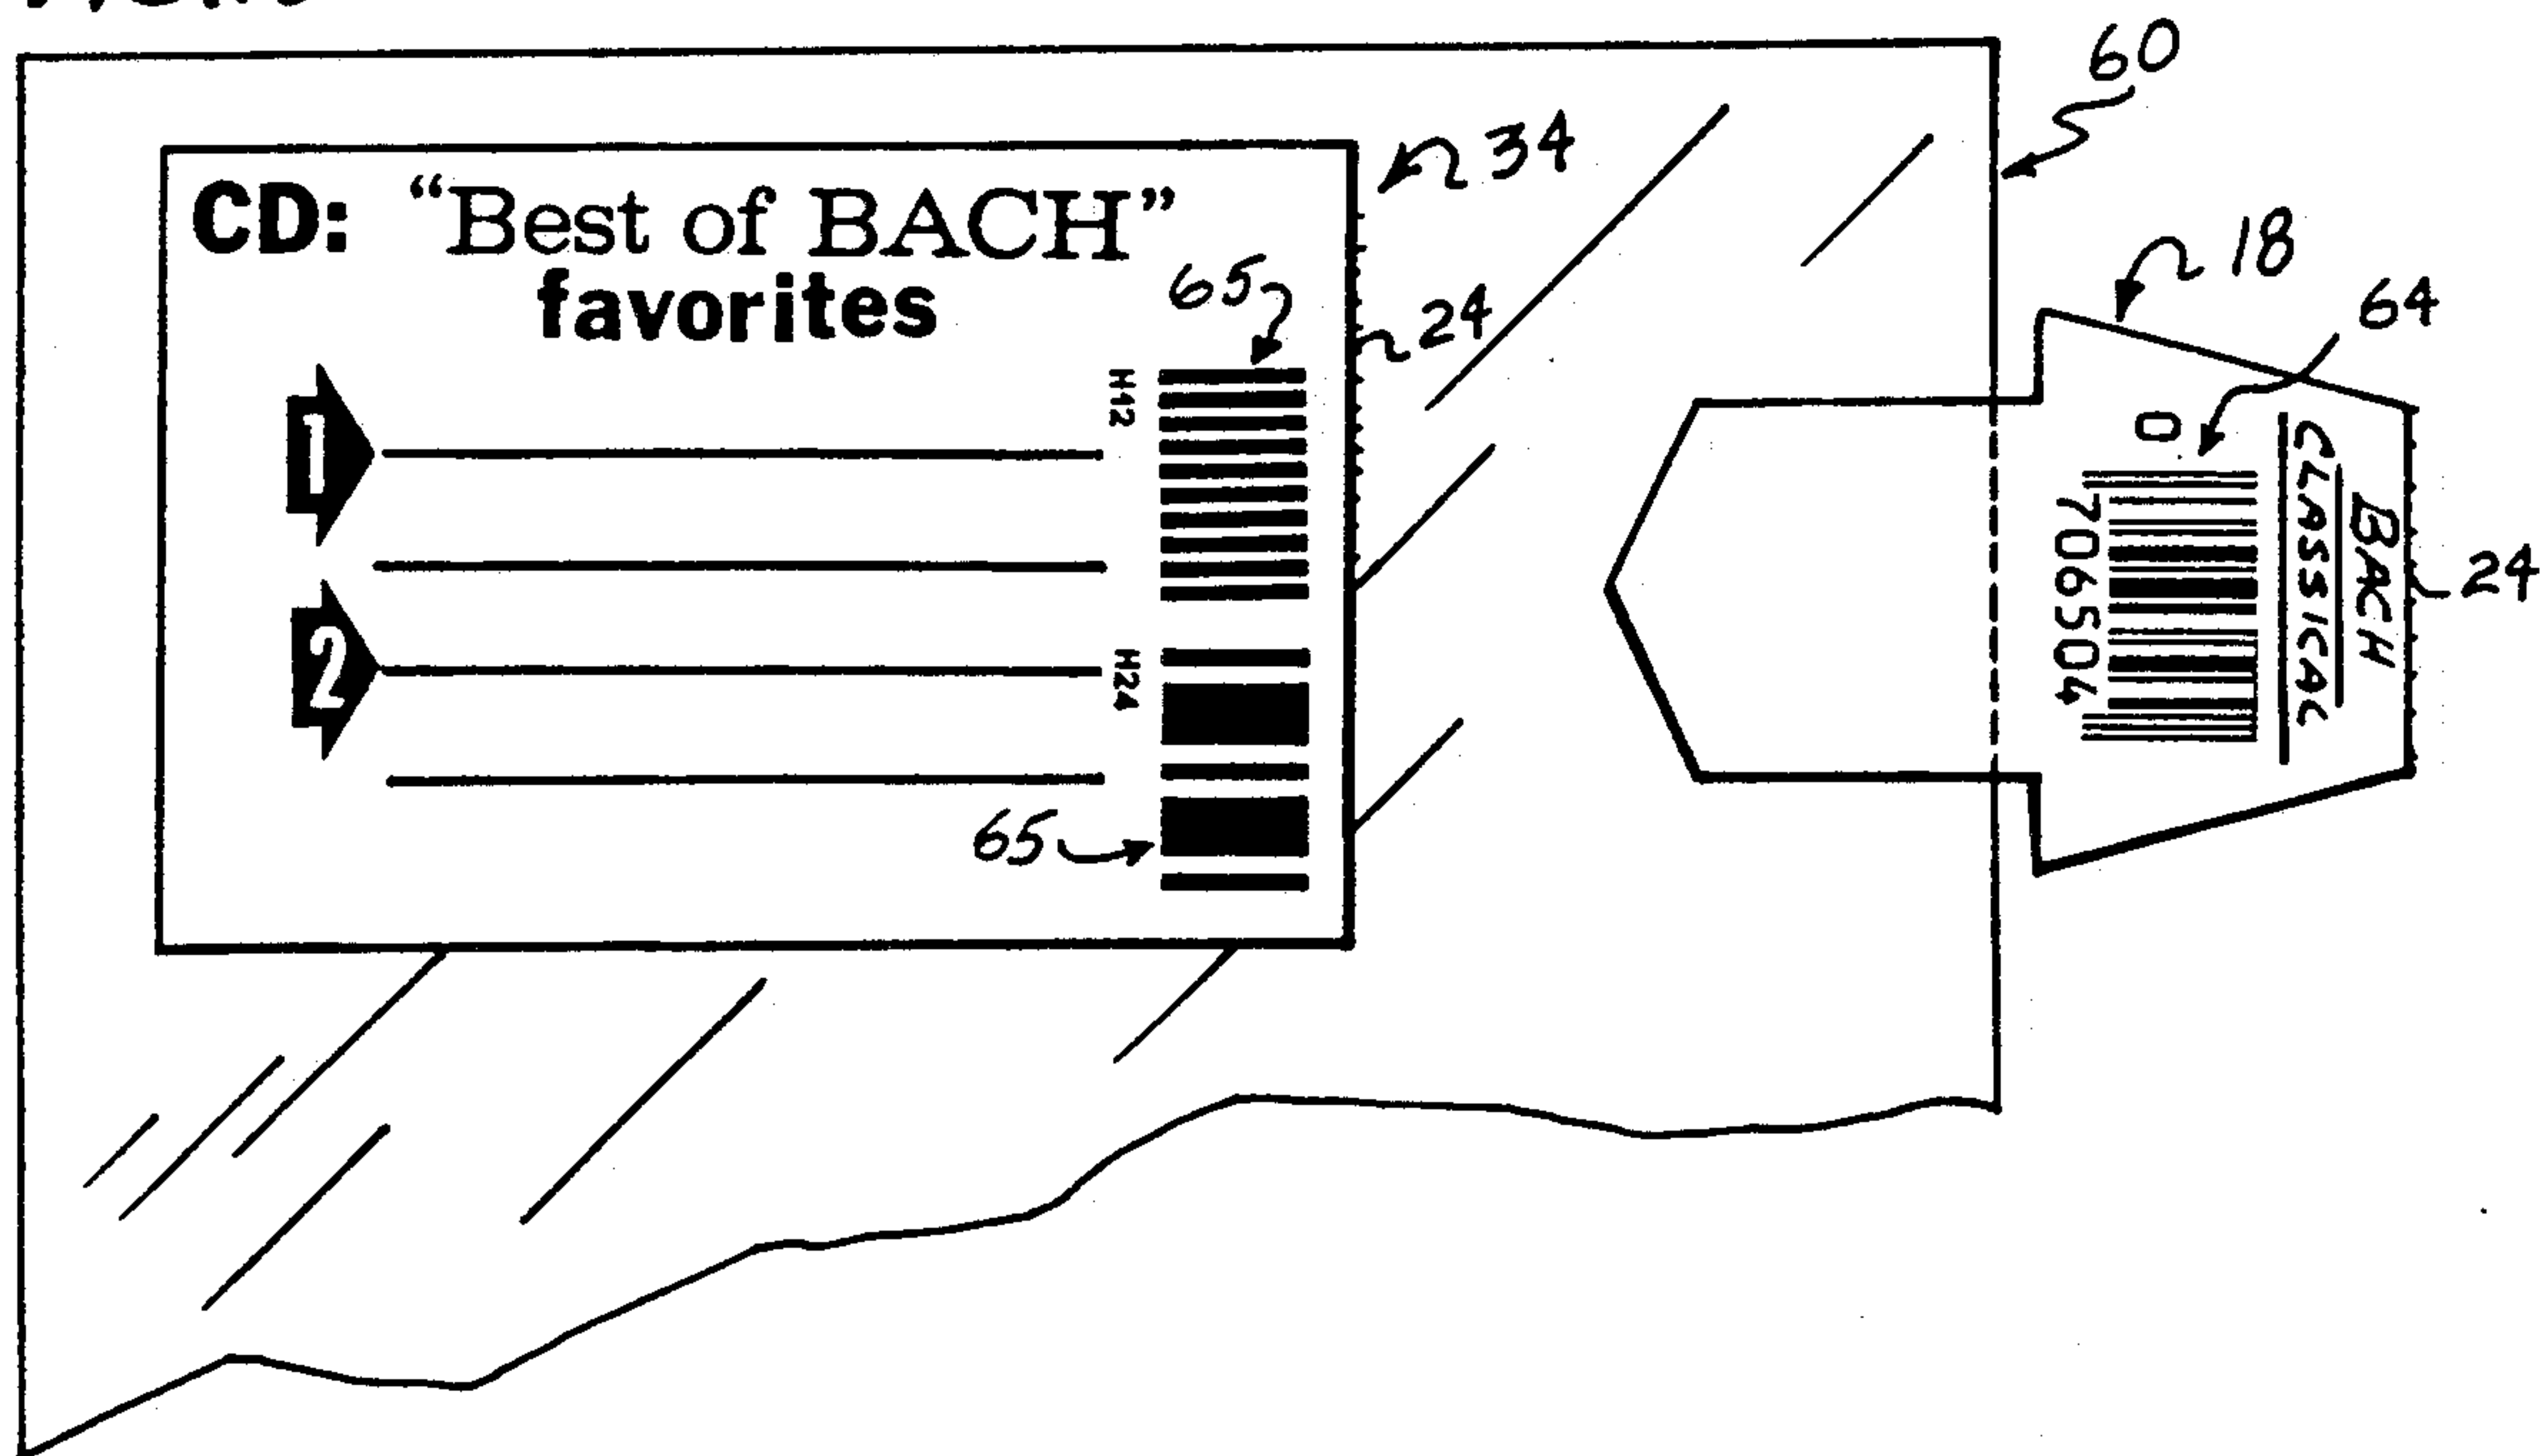 60
34
CD: “Best of BACH”
favorites
18
65
24
64
H12
1
0
BACH
CLASSICAL
706504
24
2
H24
65